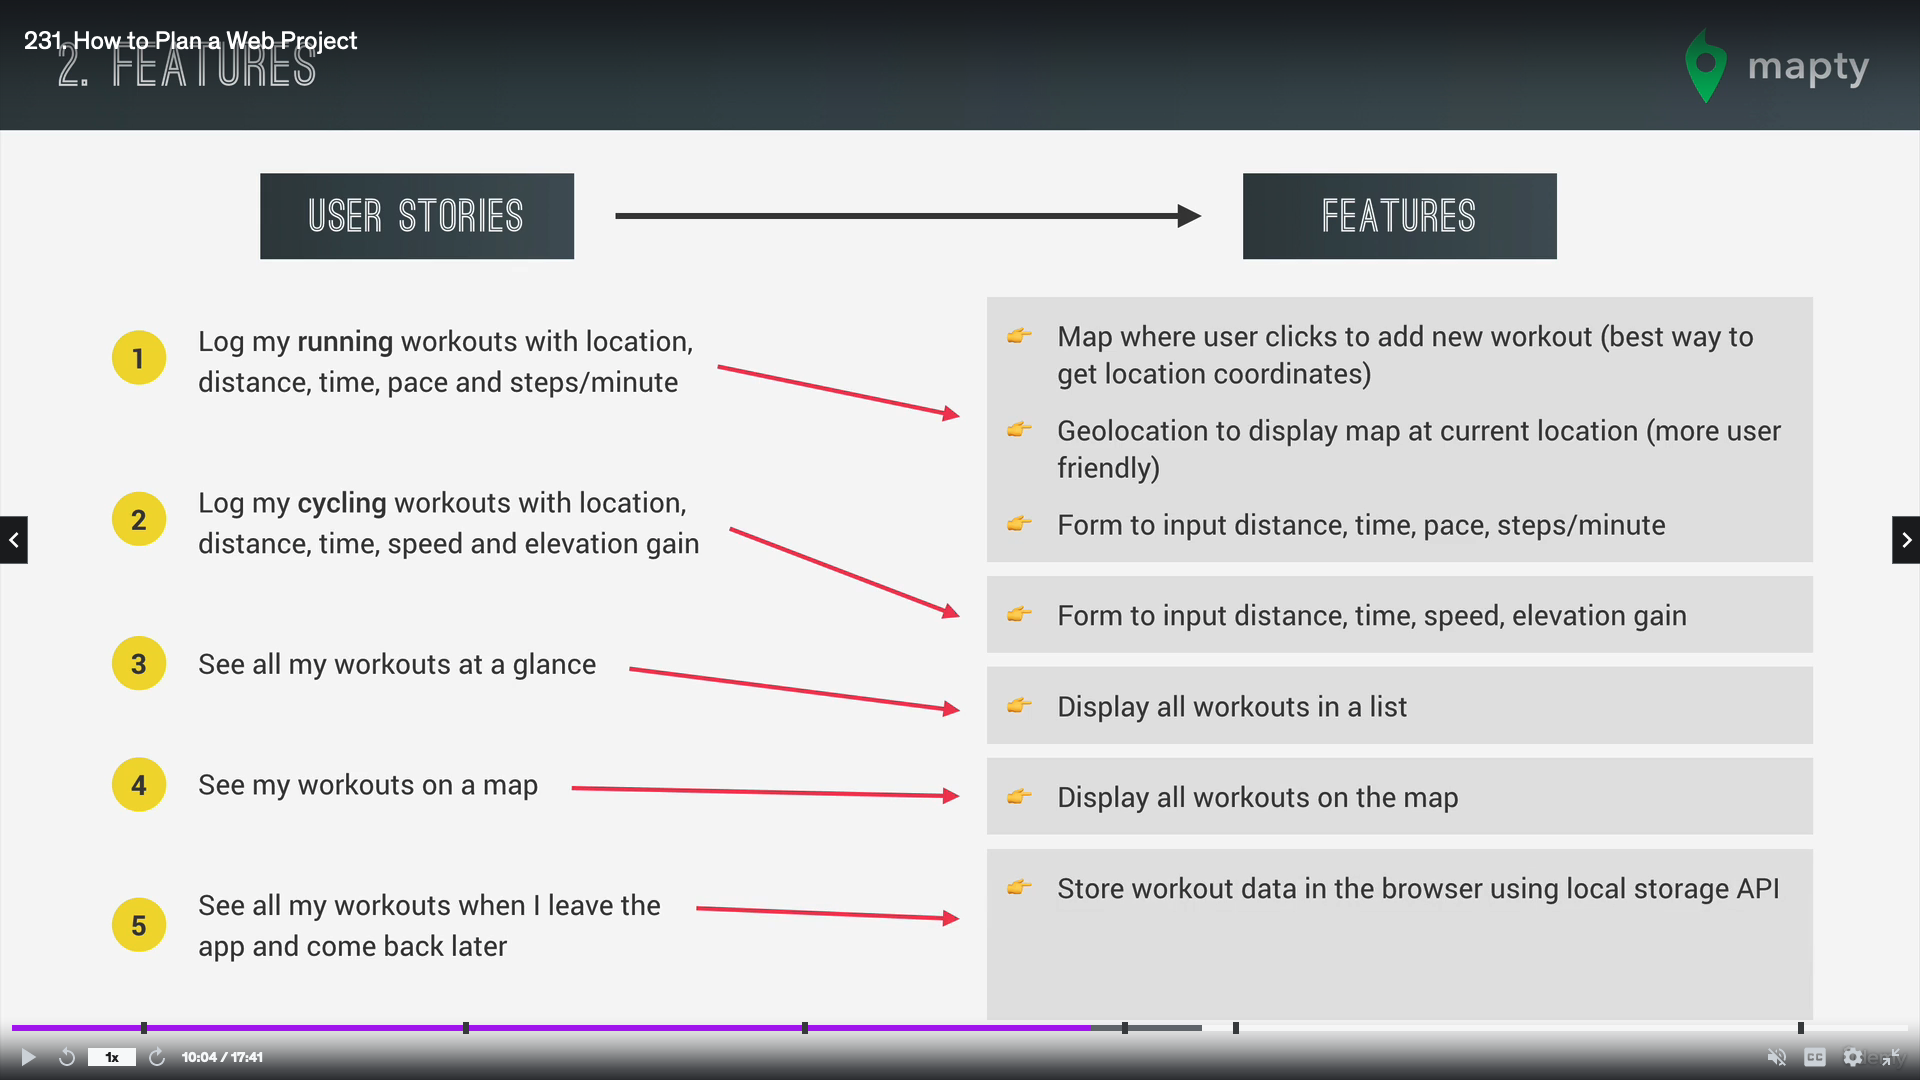 231. How to Plan a Web Project
2. FEATURES
mapty
USER STORIES
FEATURES
1
Log my running workouts with location,
distance, time, pace and steps/minute
2
Log my cycling workouts with location,
distance, time, speed and elevation gain
3
See all my workouts at a glance
4
See my workouts on a map
5
See all my workouts when I leave the
app and come back later
Map where user clicks to add new workout (best way to
get location coordinates)
Geolocation to display map at current location (more user
friendly)
Form to input distance, time, pace, steps/minute
Form to input distance, time, speed, elevation gain
Display all workouts in a list
Display all workouts on the map
Store workout data in the browser using local storage API
1x
10:04 / 17:41
CC